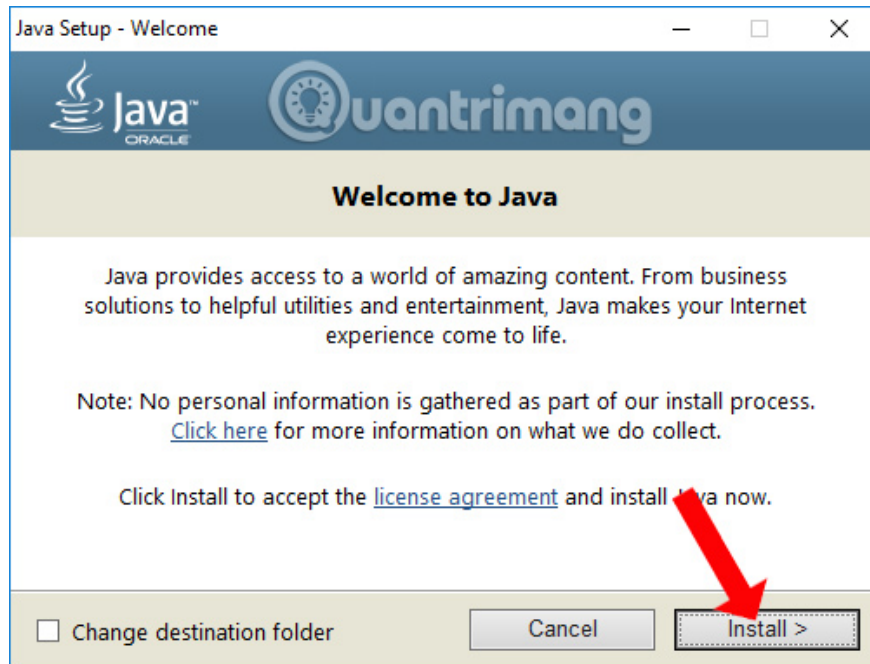 Java Setup - Welcome
Java™
ORACLE
Quantrimang
Welcome to Java
Java provides access to a world of amazing content. From business
solutions to helpful utilities and entertainment, Java makes your Internet
experience come to life.
Note: No personal information is gathered as part of our install process.
Click here for more information on what we do collect.
Click Install to accept the license agreement and install Java now.
Change destination folder
Cancel
Install >